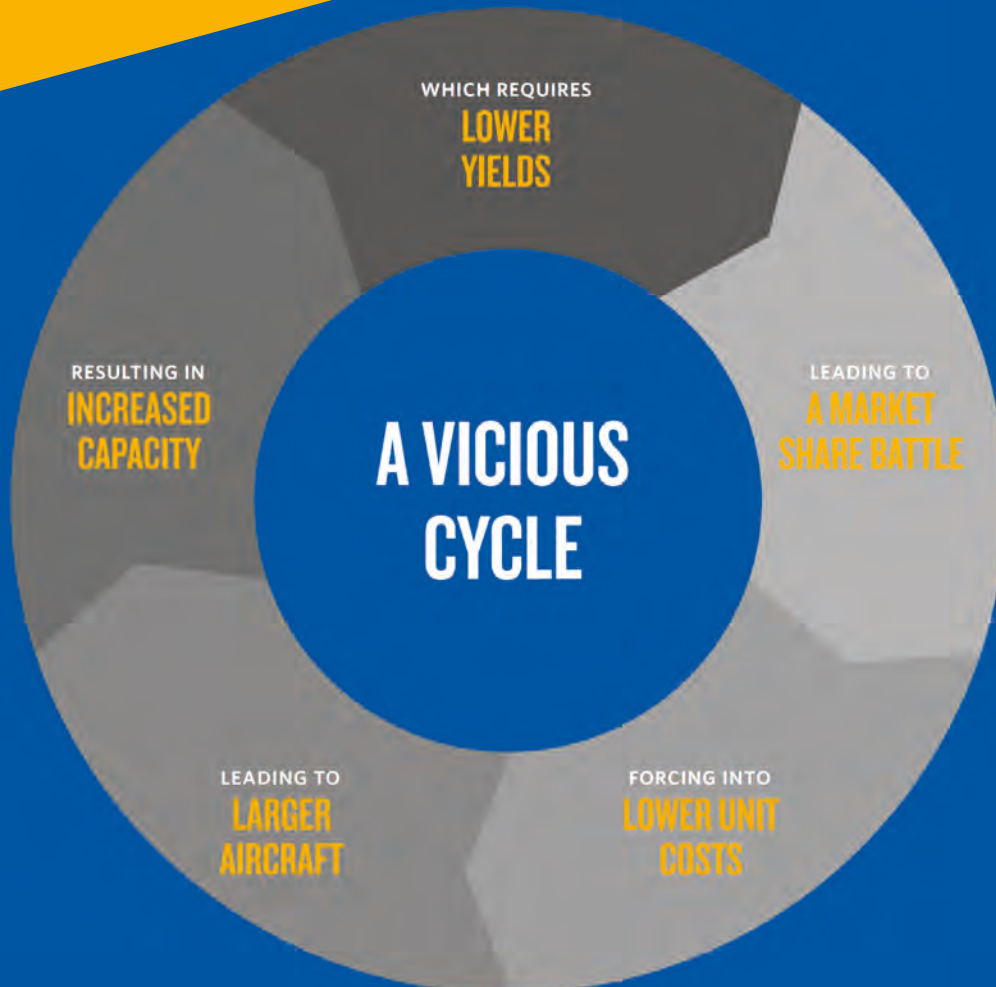 WHICH REQUIRES
LOWER
YIELDS
LEADING TO
A MARKET
SHARE BATTLE
FORCING INTO
LOWER UNIT
COSTS
LEADING TO
LARGER
AIRCRAFT
RESULTING IN
INCREASED
CAPACITY
A VICIOUS
CYCLE